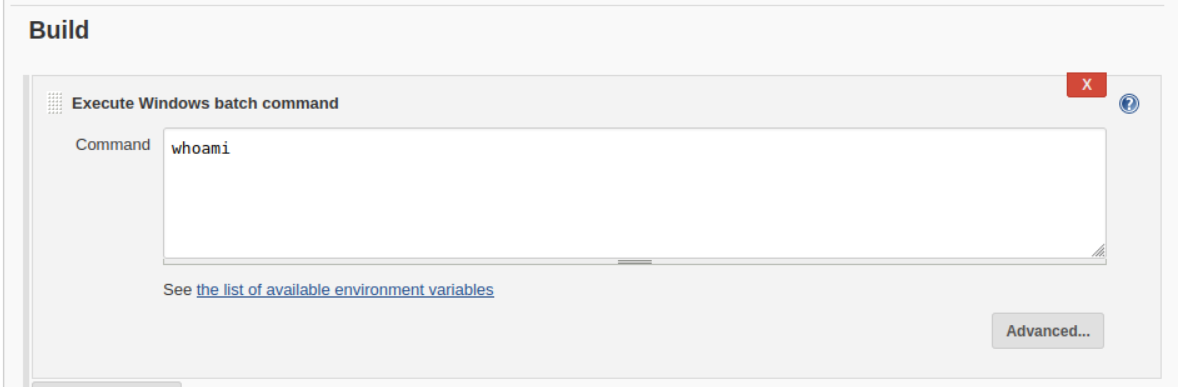 Build
Execute Windows batch command
X
?
Command
whoami
See the list of available environment variables
Advanced...